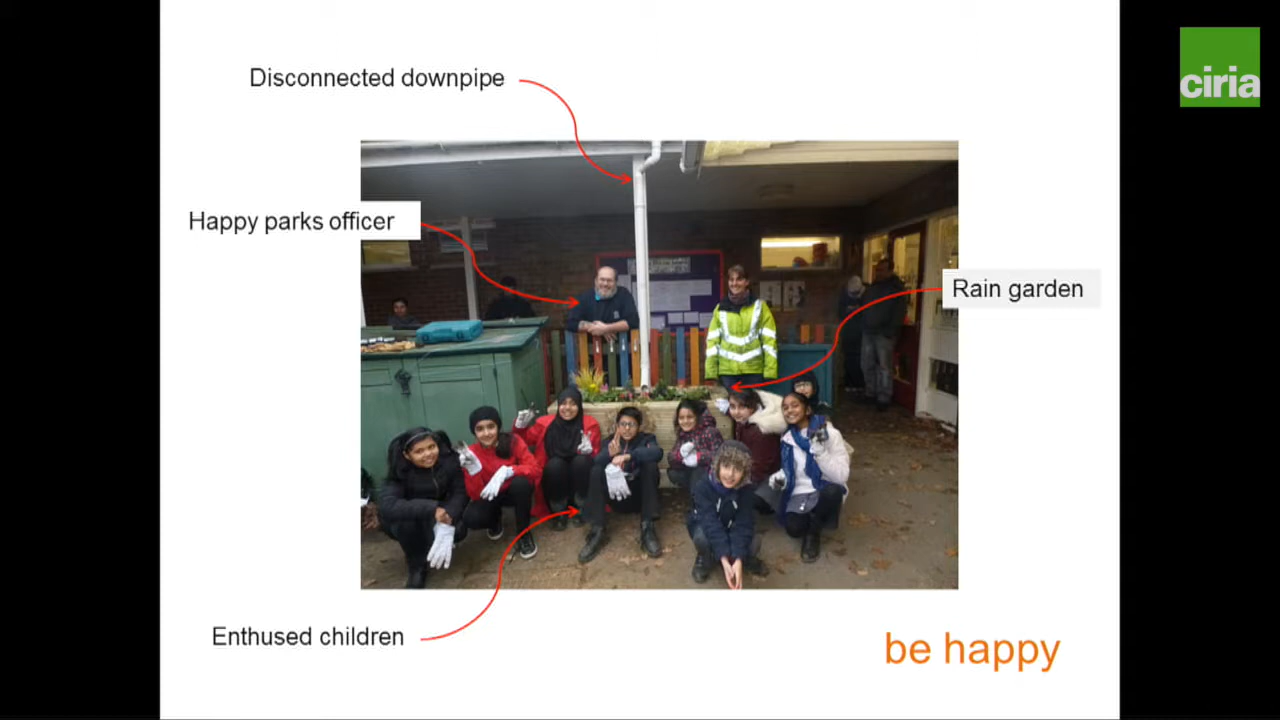 Disconnected downpipe
ciria
Happy parks officer
Rain garden
Enthused children
be happy